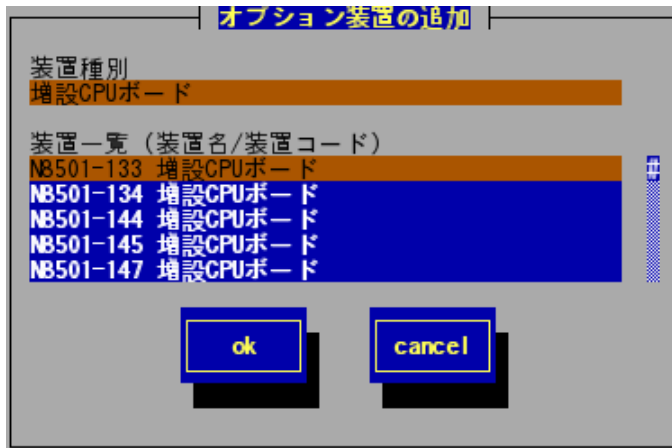 オプション装置の追加
装置種別
増設CPUボード
装置一覧（装置名/装置コード）
N8501-133 増設CPUボード
N8501-134 増設CPUボード
N8501-144 増設CPUボード
N8501-145 増設CPUボード
N8501-147 増設CPUボード
ok cancel